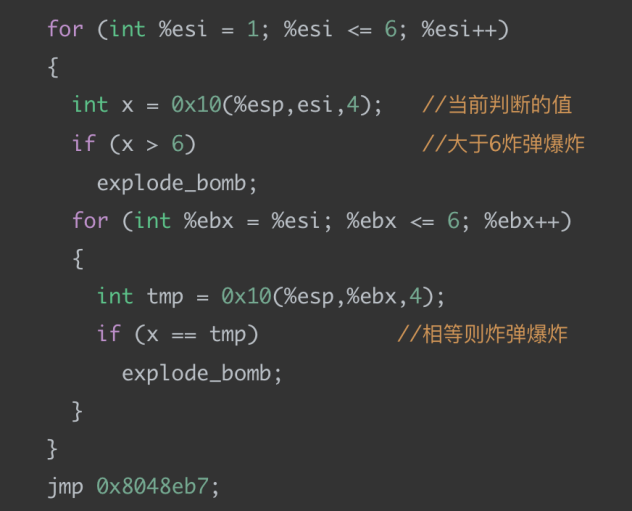 for (int %esi = 1; %esi <= 6; %esi++)
{
int x = 0x10(%esp,esi,4); //当前判断的值
if (x > 6) //大于6炸弹爆炸
explode_bomb;
for (int %ebx = %esi; %ebx <= 6; %ebx++)
{
int tmp = 0x10(%esp,%ebx,4);
if (x == tmp) //相等则炸弹爆炸
explode_bomb;
}
}
jmp 0x8048eb7;